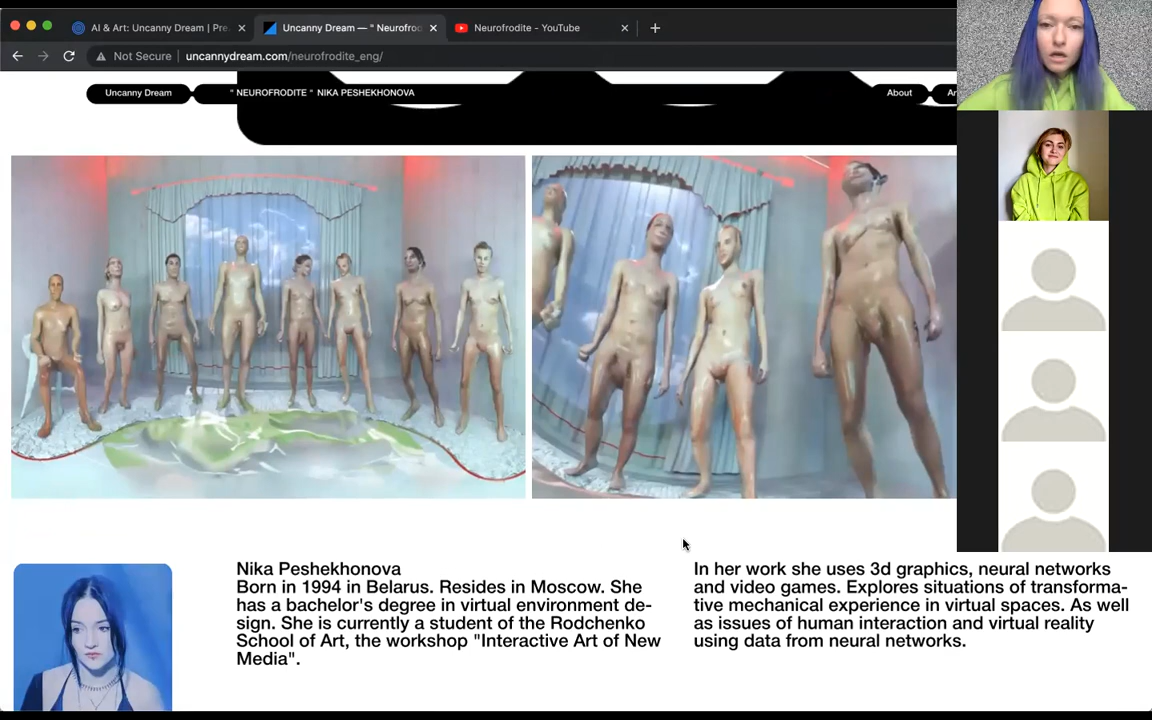 AI & Art: Uncanny Dream | Pre
Uncanny Dream — " Neurofro
Neurofrodite - YouTube
Not Secure | uncannydream.com/neurofrodite_eng/
Uncanny Dream
" NEUROFRODITE " NIKA PESHEKHONOVA
About
Ar
Nika Peshekhonova
Born in 1994 in Belarus. Resides in Moscow. She
has a bachelor's degree in virtual environment de-
sign. She is currently a student of the Rodchenko
School of Art, the workshop "Interactive Art of New
Media".
In her work she uses 3d graphics, neural networks
and video games. Explores situations of transforma-
tive mechanical experience in virtual spaces. As well
as issues of human interaction and virtual reality
using data from neural networks.